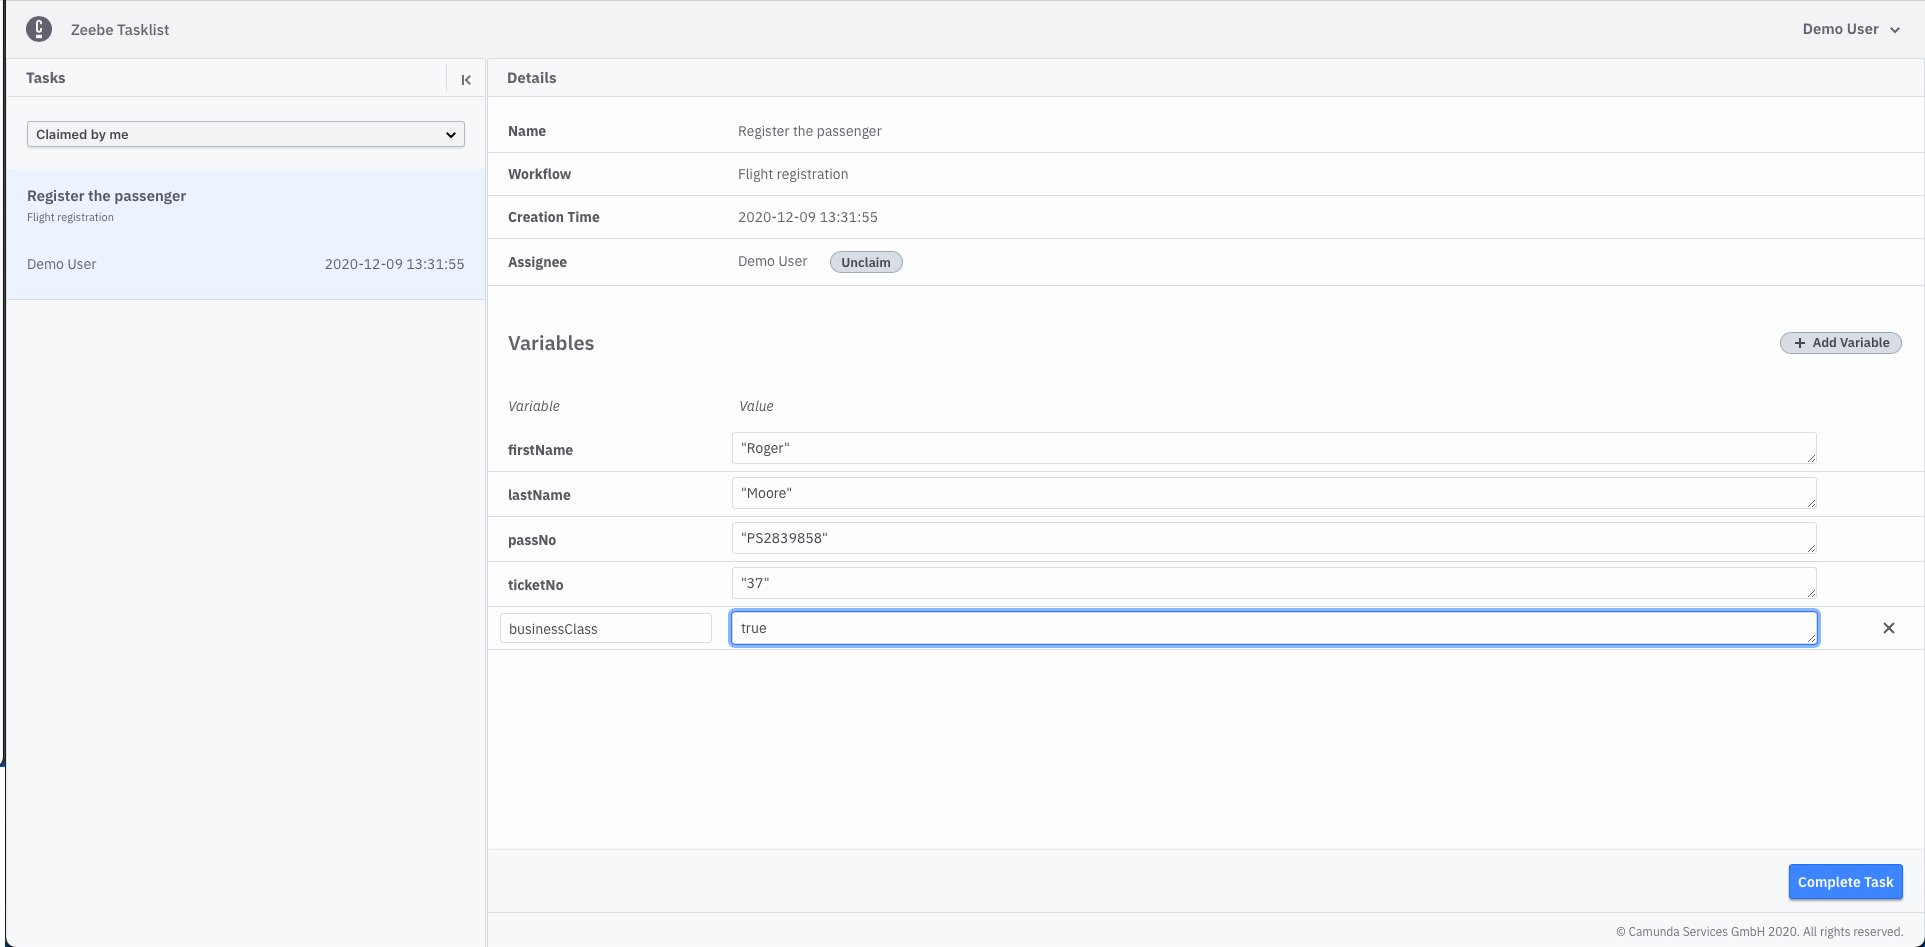 Zeebe Tasklist
Demo User
Tasks
Claimed by me
Register the passenger
Flight registration
Demo User 2020-12-09 13:31:55
Details
Name Register the passenger
Workflow Flight registration
Creation Time 2020-12-09 13:31:55
Assignee Demo User Unclaim
Variables + Add Variable
Variable Value
firstName "Roger"
lastName "Moore"
passNo "PS2839858"
ticketNo "37"
businessClass true
Complete Task
© Camunda Services GmbH 2020. All rights reserved.